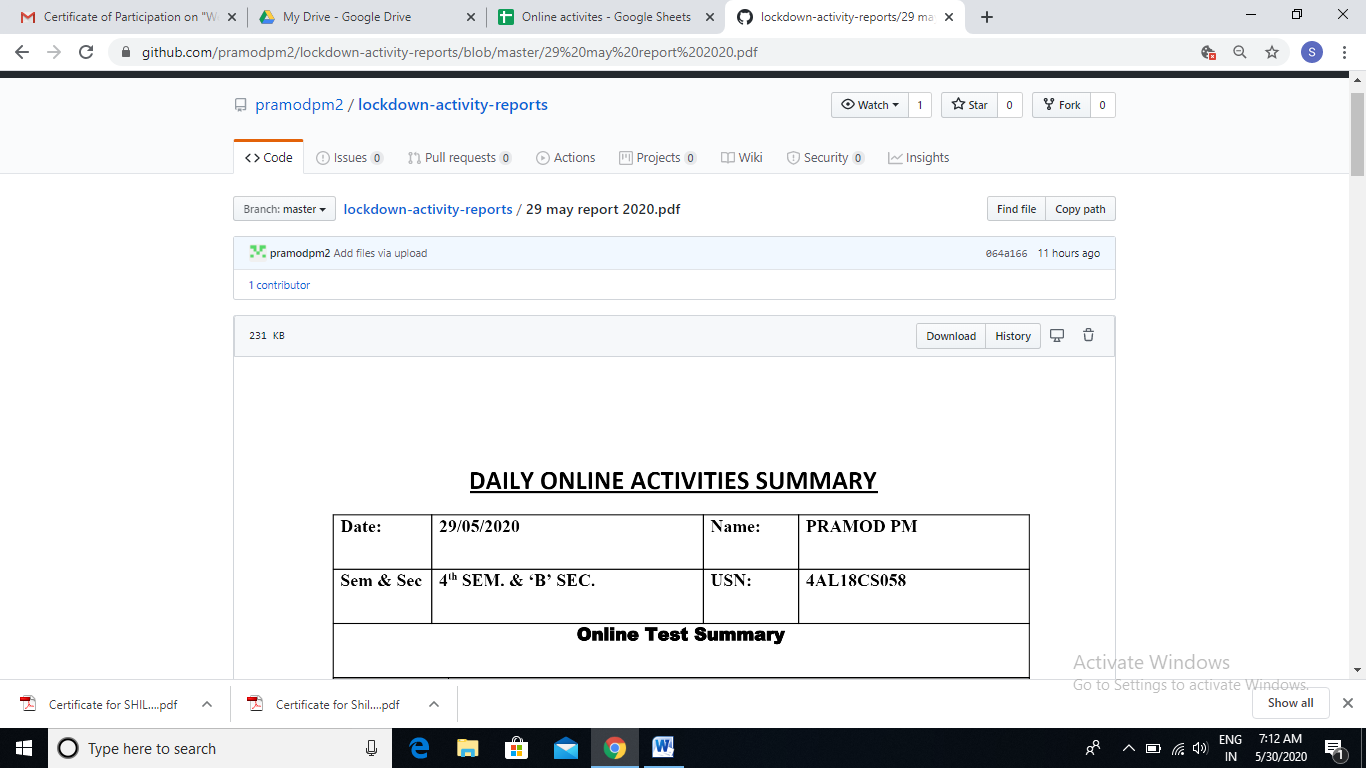 Certificate of Participation on "W
My Drive - Google Drive
Online activites - Google Sheets
lockdown-activity-reports/29 ma
github.com/pramodpm2/lockdown-activity-reports/blob/master/29%20may%20report%202020.pdf
S
pramodpm2 / lockdown-activity-reports
Watch 1 Star 0 Fork 0
Code Issues 0 Pull requests 0 Actions Projects 0 Wiki Security 0 Insights
Branch: master lockdown-activity-reports / 29 may report 2020.pdf Find file Copy path
pramodpm2 Add files via upload 064a166 11 hours ago
1 contributor
231 KB Download History
DAILY ONLINE ACTIVITIES SUMMARY
Date: 29/05/2020 Name: PRAMOD PM
Sem & Sec 4th SEM. & ‘B’ SEC. USN: 4AL18CS058
Online Test Summary
Activate Windows
Go to Settings to activate Windows.
Certificate for SHIL....pdf
Certificate for Shil....pdf
Show all
Type here to search
ENG
IN
7:12 AM
5/30/2020
1